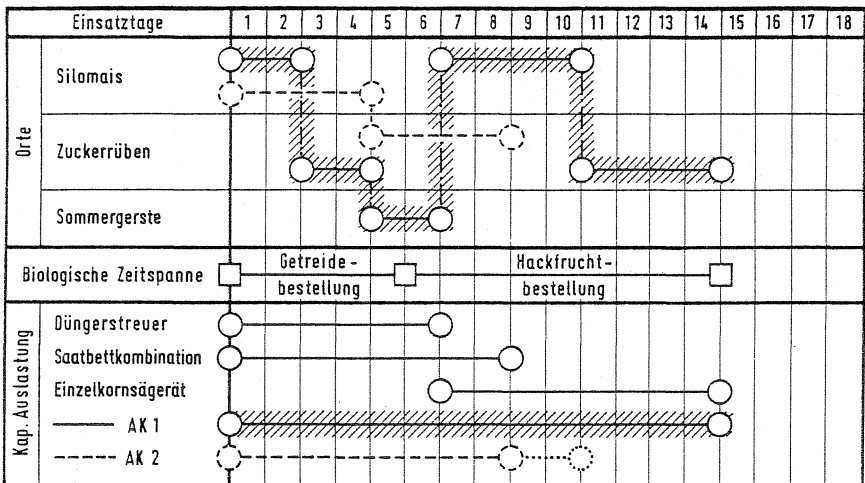 Einsatztage 1 2 3 4 5 6 7 8 9 10 11 12 13 14 15 16 17 18
Orte
Silomais
Zuckerrüben
Sommergerste
Biologische Zeitspanne
Getreide-
bestellung
Hackfrucht-
bestellung
Kap. Auslastung
Düngerstreuer
Saatbettkombination
Einzelkornsägerät
AK 1
AK 2